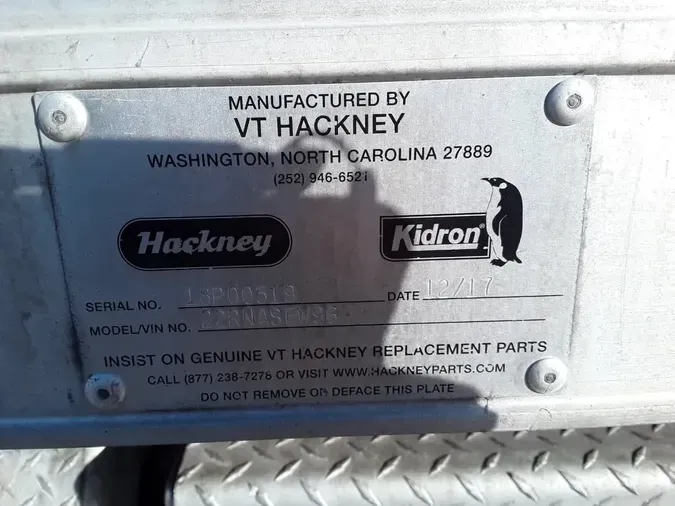 MANUFACTURED BY
VT HACKNEY
WASHINGTON, NORTH CAROLINA 27889
(252) 946-6521
Hackney
Kidron
SERIAL NO. DATE 12/17
MODEL/VIN NO.
INSIST ON GENUINE VT HACKNEY REPLACEMENT PARTS
CALL (877) 238-7278 OR VISIT WWW.HACKNEYPARTS.COM
DO NOT REMOVE OR DEFACE THIS PLATE